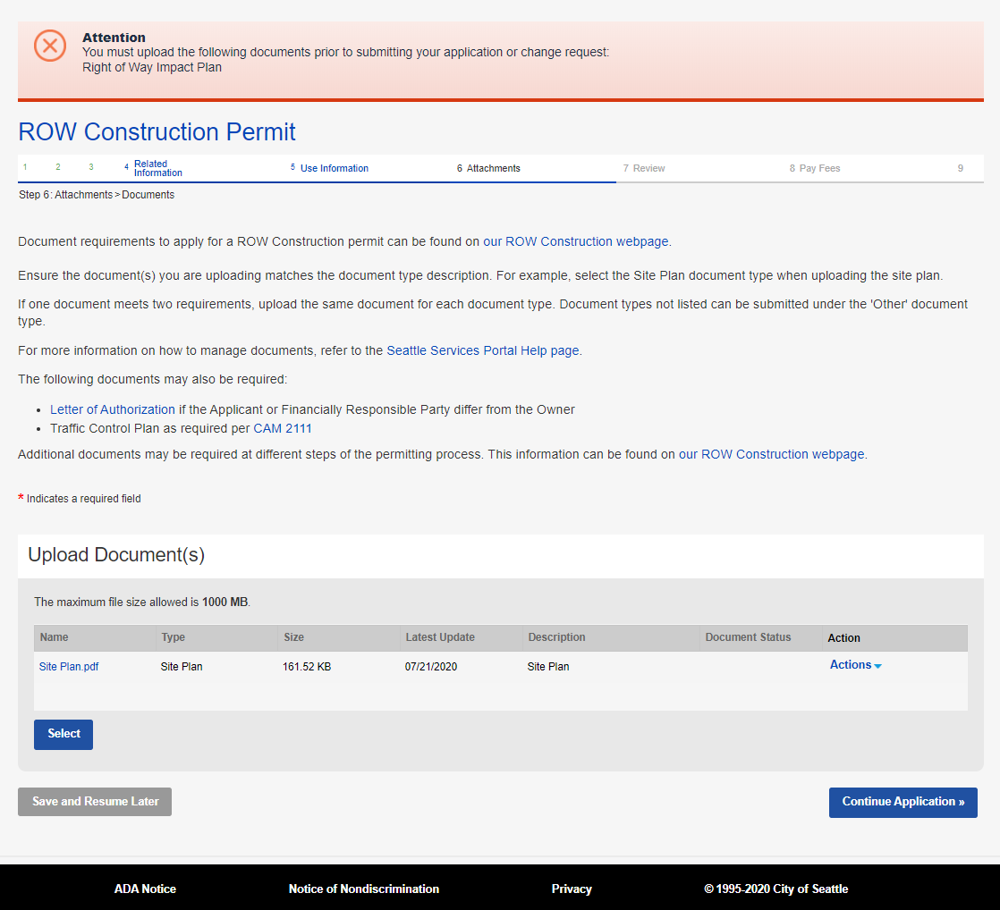 Attention
You must upload the following documents prior to submitting your application or change request:
Right of Way Impact Plan
ROW Construction Permit
1 2 3 4 Related Information 5 Use Information 6 Attachments 7 Review 8 Pay Fees 9
Step 6: Attachments > Documents
Document requirements to apply for a ROW Construction permit can be found on our ROW Construction webpage.
Ensure the document(s) you are uploading matches the document type description. For example, select the Site Plan document type when uploading the site plan.
If one document meets two requirements, upload the same document for each document type. Document types not listed can be submitted under the 'Other' document
type.
For more information on how to manage documents, refer to the Seattle Services Portal Help page.
The following documents may also be required:
• Letter of Authorization if the Applicant or Financially Responsible Party differ from the Owner
• Traffic Control Plan as required per CAM 2111
Additional documents may be required at different steps of the permitting process. This information can be found on our ROW Construction webpage.
* Indicates a required field
Upload Document(s)
The maximum file size allowed is 1000 MB.
Name Type Size Latest Update Description Document Status Action
Site Plan.pdf Site Plan 161.52 KB 07/21/2020 Site Plan Actions
Select
Save and Resume Later Continue Application »
ADA Notice Notice of Nondiscrimination Privacy © 1995-2020 City of Seattle